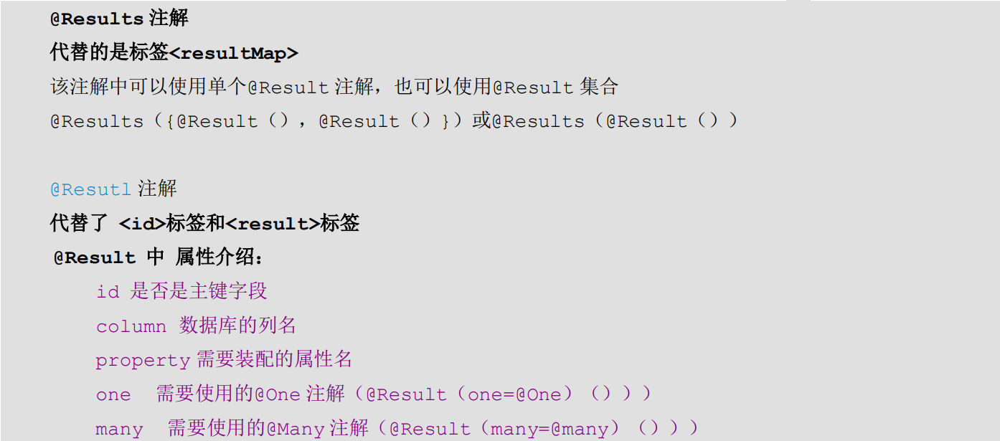 @Results 注解
代替的是标签<resultMap>
该注解中可以使用单个@Result 注解，也可以使用@Result 集合
@Results（{@Result（），@Result（）}）或@Results（@Result（））
@Resutl 注解
代替了 <id>标签和<result>标签
@Result 中 属性介绍：
id 是否是主键字段
column 数据库的列名
property 需要装配的属性名
one 需要使用的@One 注解（@Result（one=@One）（）））
many 需要使用的@Many 注解（@Result（many=@many）（）））